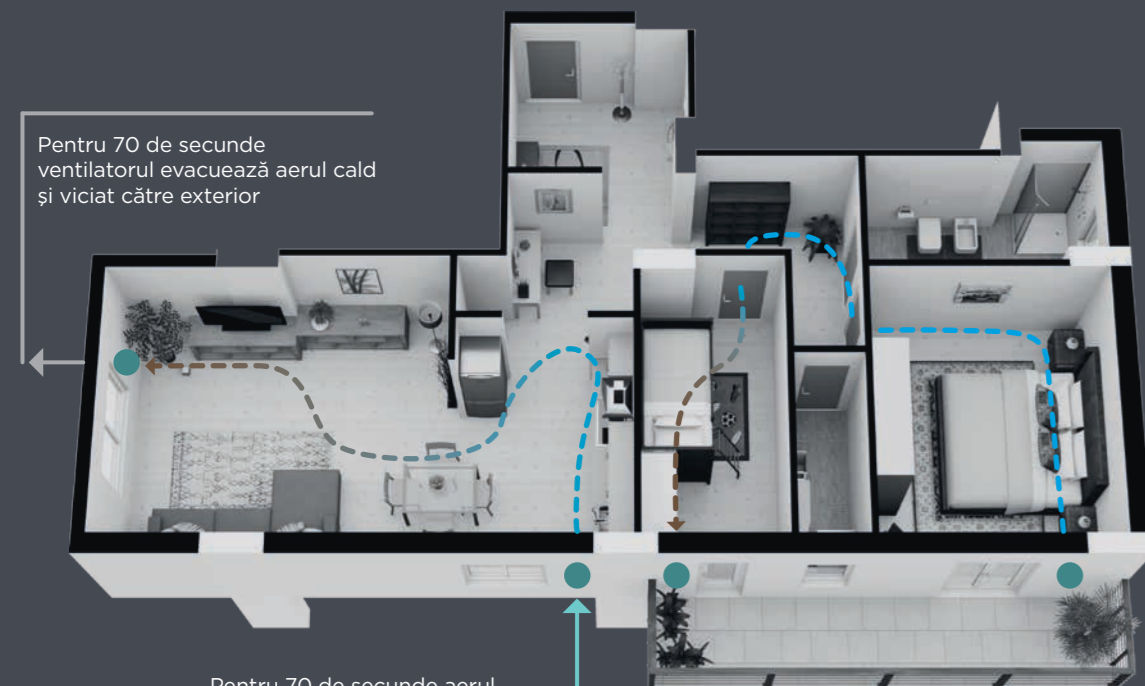 Pentru 70 de secunde
ventilatorul evacuează aerul cald
și viciat către exterior
Pentru 70 de secunde aerul